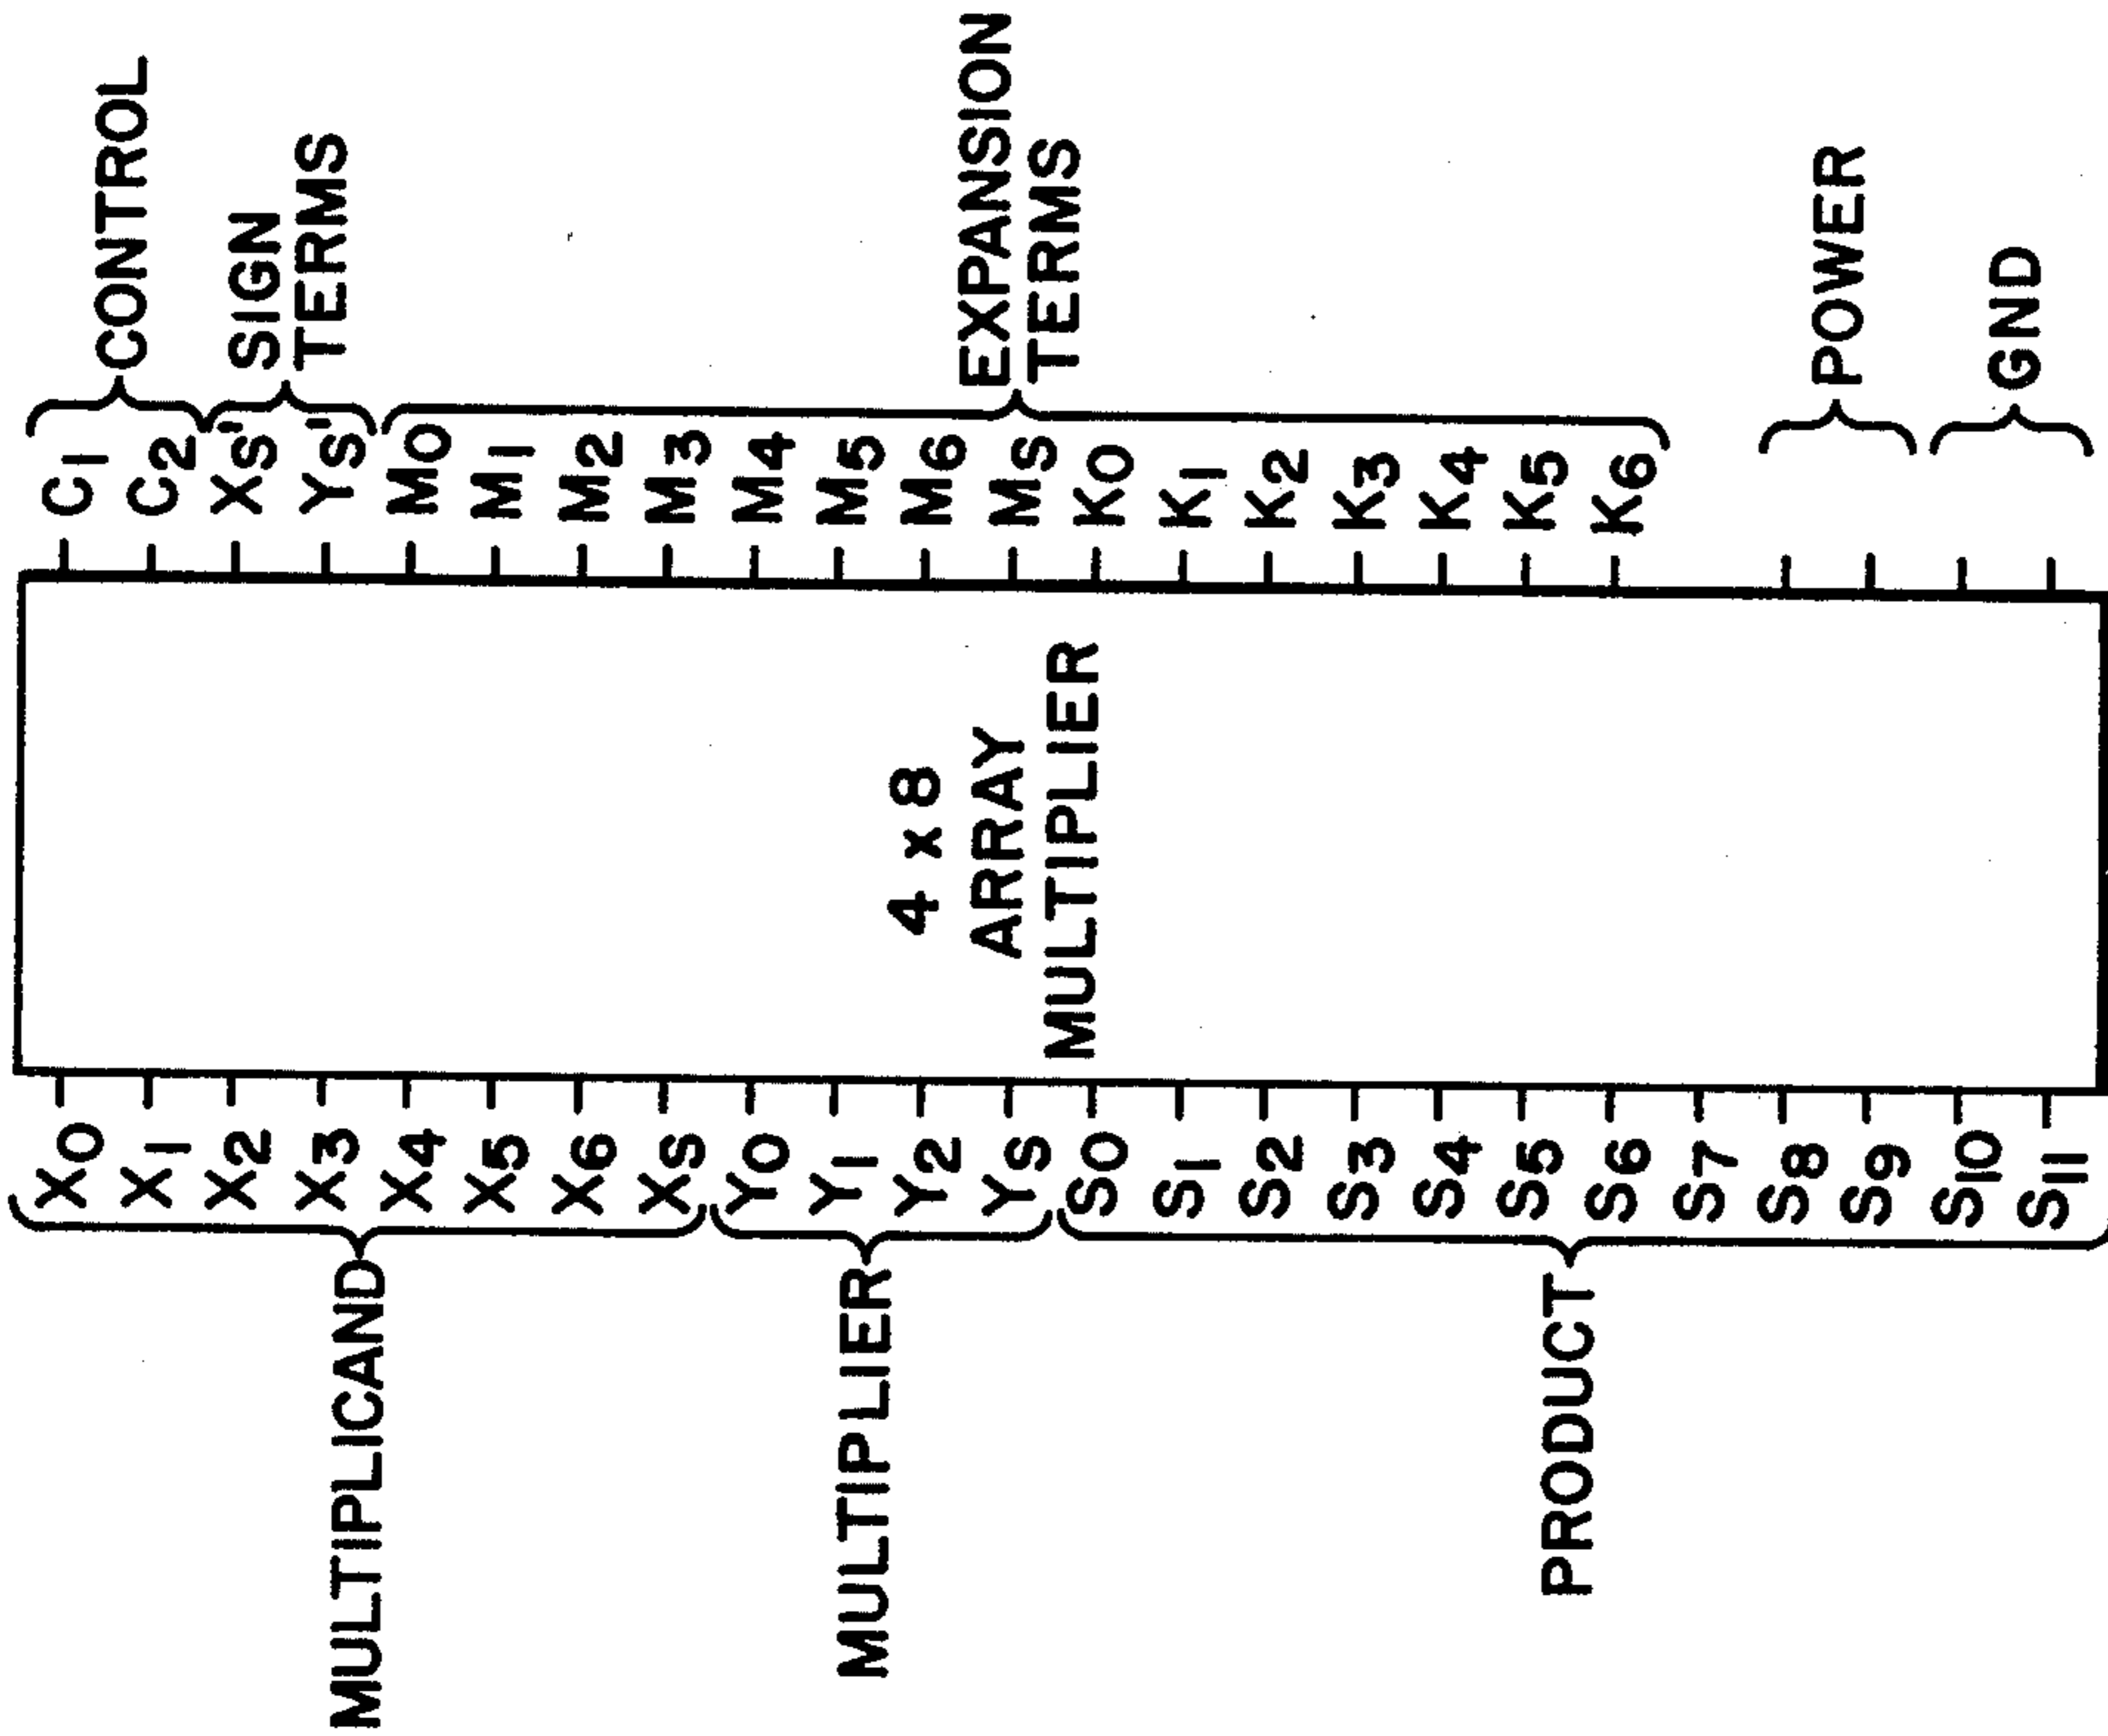 MULTIPLICAND
X0
X1
X2
X3
X4
X5
X6
XS
MULTIPLIER
Y0
Y1
Y2
YS
PRODUCT
S0
S1
S2
S3
S4
S5
S6
S7
S8
S9
S10
S11
4 x 8
ARRAY
MULTIPLIER
C1
C2
CONTROL
XS'
YS'
SIGN
TERMS
M0
M1
M2
M3
M4
M5
M6
MS
K0
K1
K2
K3
K4
K5
K6
EXPANSION
TERMS
POWER
GND